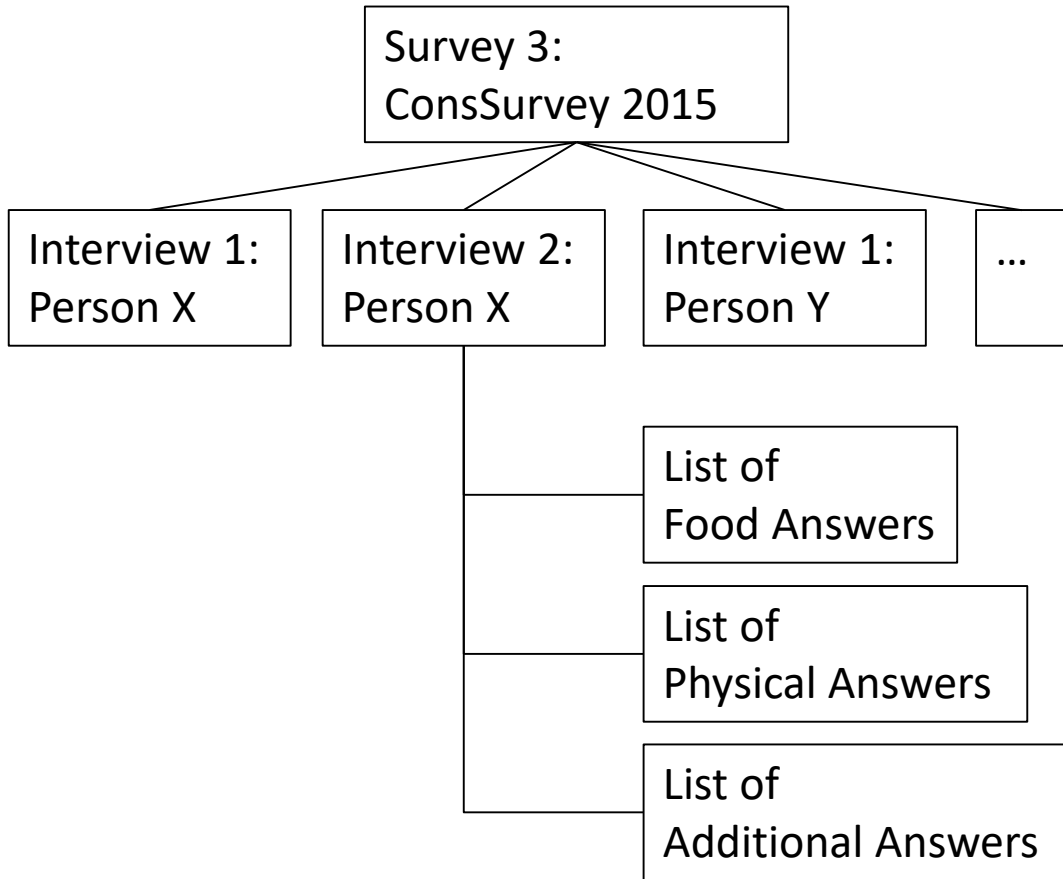 Survey 3:
ConsSurvey 2015
Interview 1:
Person X
Interview 2:
Person X
Interview 1:
Person Y
...
List of
Food Answers
List of
Physical Answers
List of
Additional Answers